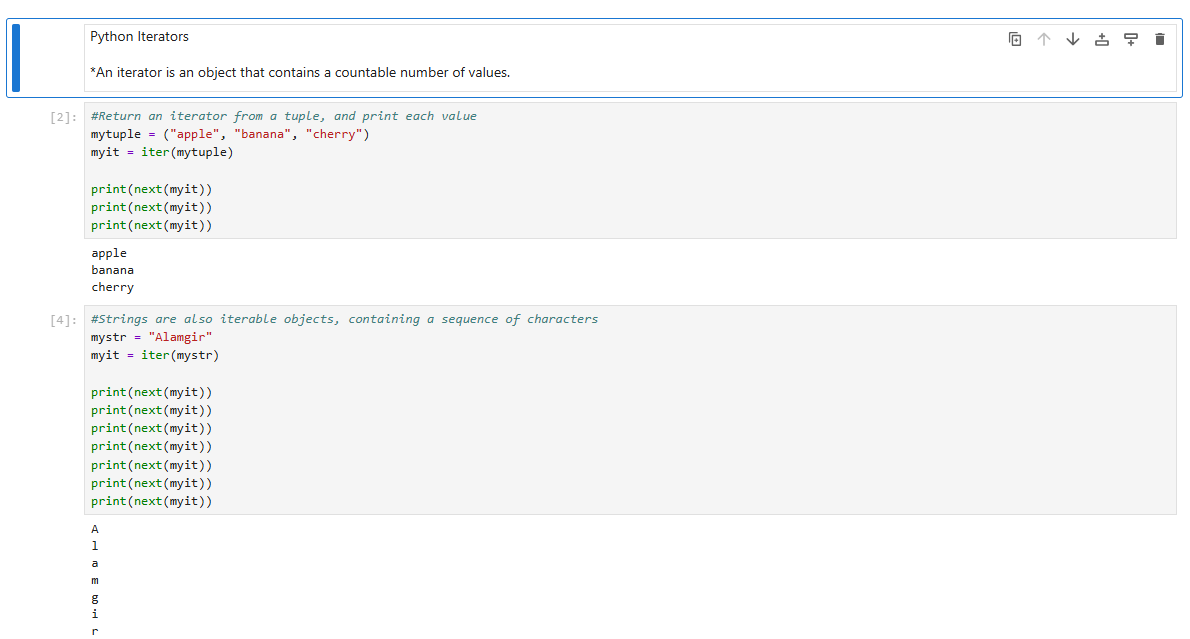 Python Iterators
*An iterator is an object that contains a countable number of values.
[2]:
#Return an iterator from a tuple, and print each value
mytuple = ("apple", "banana", "cherry")
myit = iter(mytuple)
print(next(myit))
print(next(myit))
print(next(myit))
apple
banana
cherry
[4]:
#Strings are also iterable objects, containing a sequence of characters
mystr = "Alamgir"
myit = iter(mystr)
print(next(myit))
print(next(myit))
print(next(myit))
print(next(myit))
print(next(myit))
print(next(myit))
print(next(myit))
A
l
a
m
g
i
r